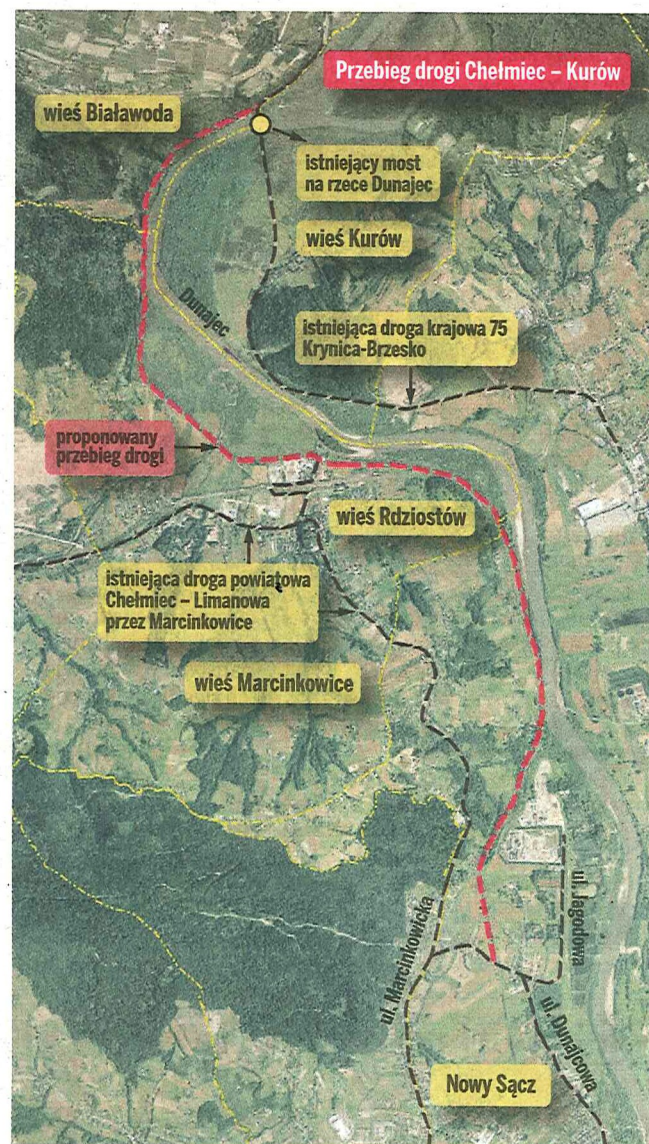 Przebieg drogi Chełmiec – Kurów
wieś Białawoda
istniejący most
na rzece Dunajec
wieś Kurów
Dunajec
istniejąca droga krajowa 75
Krynica-Brzesko
proponowany
przebieg drogi
wieś Rdziostów
istniejąca droga powiatowa
Chełmiec – Limanowa
przez Marcinkowice
wieś Marcinkowice
ul. Jagodowa
ul. Marcinkowicka
ul. Dunajcowa
Nowy Sącz